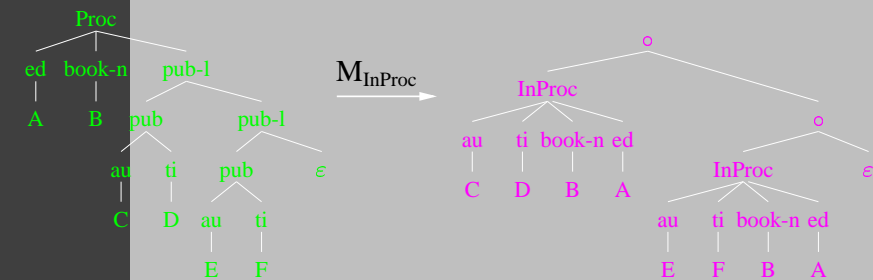 Proc
o
ed book-n pub-l
M_InProc
InProc
A B pub pub-l
o
au ti book-n ed
au ti pub ε
InProc ε
C D B A
C D au ti
au ti book-n ed
E F
E F B A